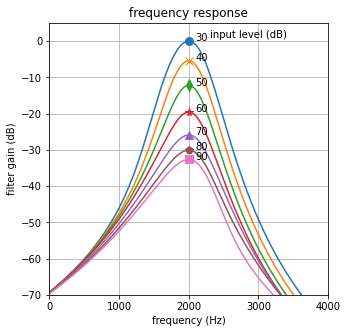 frequency response
30 input level (dB)
40
50
60
70
80
90
0
−10
−20
−30
−40
−50
−60
−70
filter gain (dB)
0 1000 2000 3000 4000
frequency (Hz)